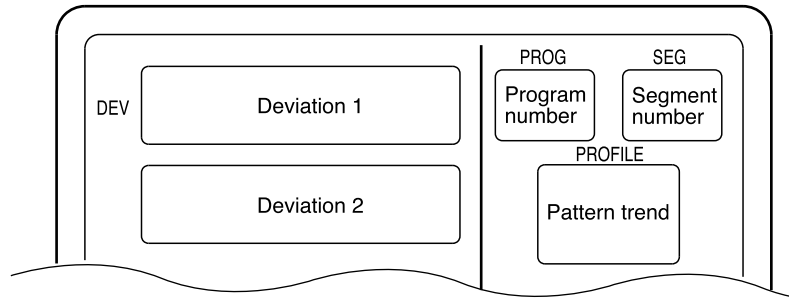 PROG
SEG
DEV
Deviation 1
Program
number
Segment
number
PROFILE
Deviation 2
Pattern trend